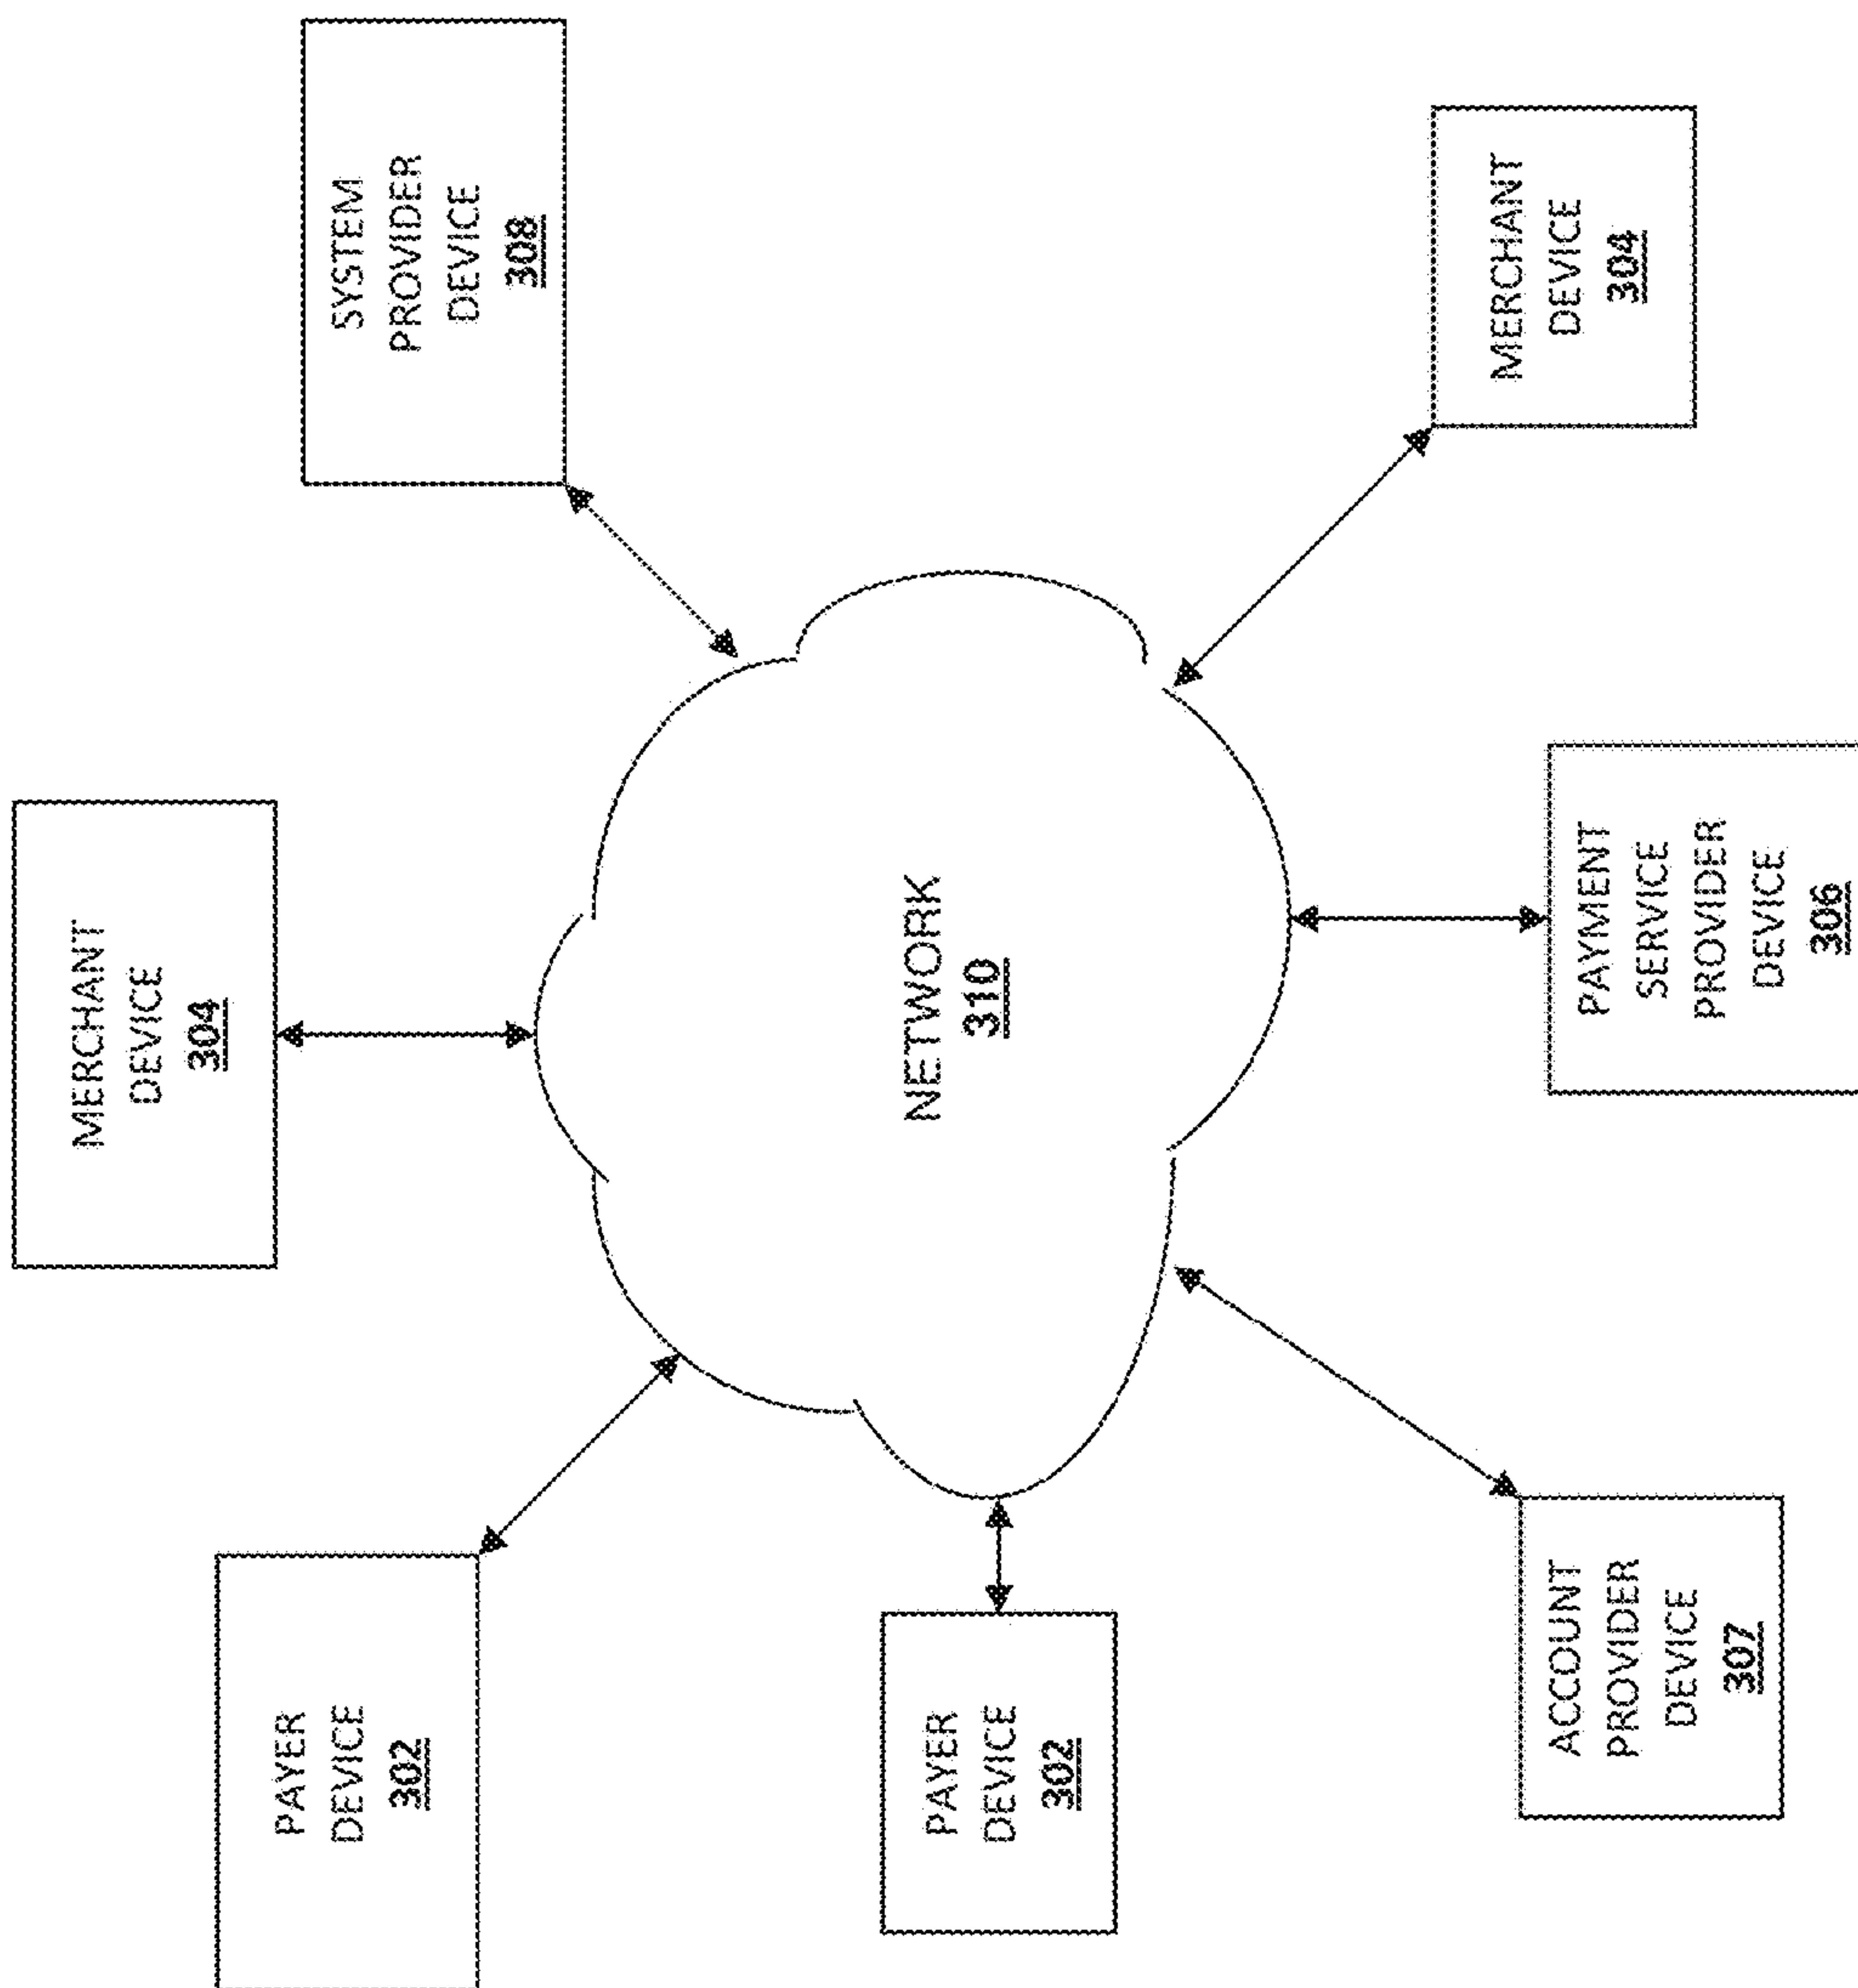 PAYER
DEVICE
302
MERCHANT
DEVICE
304
SYSTEM
PROVIDER
DEVICE
308
PAYER
DEVICE
302
NETWORK
310
ACCOUNT
PROVIDER
DEVICE
307
PAYMENT
SERVICE
PROVIDER
DEVICE
306
MERCHANT
DEVICE
304